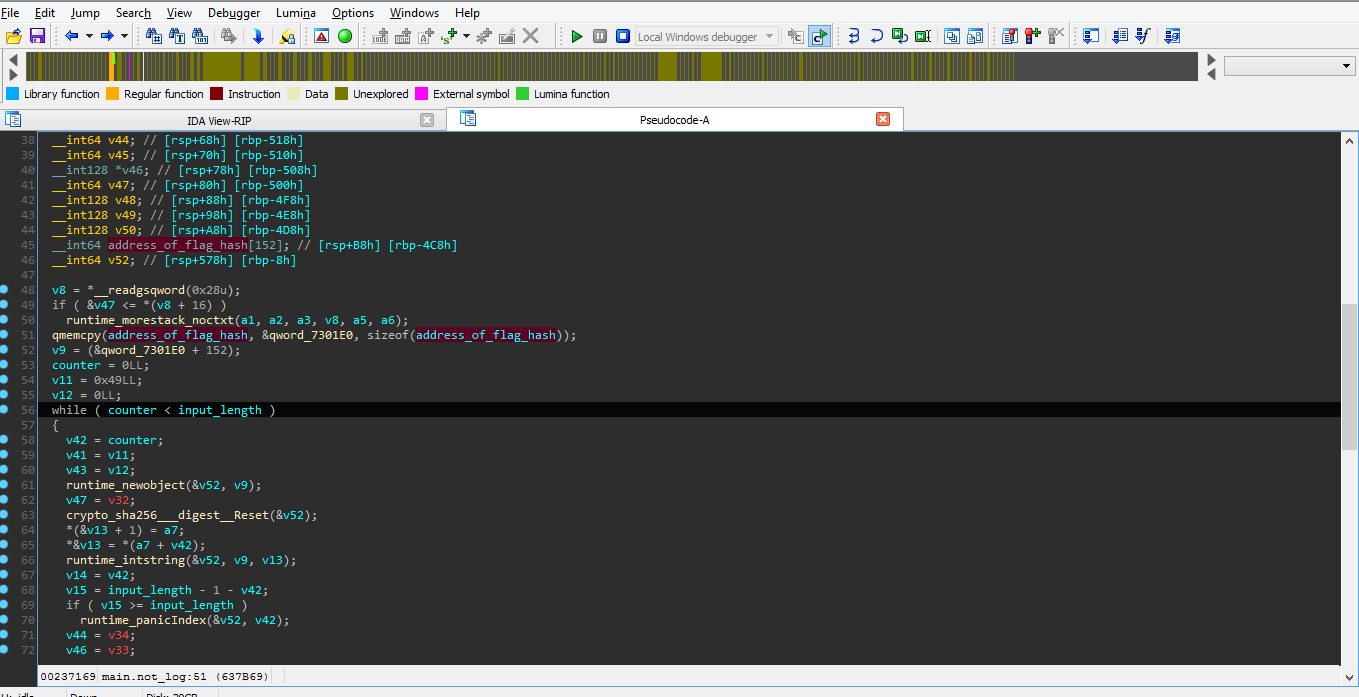 File Edit Jump Search View Debugger Lumina Options Windows Help
Local Windows debugger
Library function Regular function Instruction Data Unexplored External symbol Lumina function
IDA View-RIP Pseudocode-A
38 __int64 v44; // [rsp+68h] [rbp-518h]
39 __int64 v45; // [rsp+70h] [rbp-510h]
40 __int128 *v46; // [rsp+78h] [rbp-508h]
41 __int64 v47; // [rsp+80h] [rbp-500h]
42 __int128 v48; // [rsp+88h] [rbp-4F8h]
43 __int128 v49; // [rsp+98h] [rbp-4E8h]
44 __int128 v50; // [rsp+A8h] [rbp-4D8h]
45 __int64 address_of_flag_hash[152]; // [rsp+B8h] [rbp-4C8h]
46 __int64 v52; // [rsp+578h] [rbp-8h]
47
48 v8 = *__readgsqword(0x28u);
49 if ( &v47 <= *(v8 + 16) )
50 runtime_morestack_noctxt(a1, a2, a3, v8, a5, a6);
51 qmemcpy(address_of_flag_hash, &qword_7301E0, sizeof(address_of_flag_hash));
52 v9 = (&qword_7301E0 + 152);
53 counter = 0LL;
54 v11 = 0x49LL;
55 v12 = 0LL;
56 while ( counter < input_length )
57 {
58 v42 = counter;
59 v41 = v11;
60 v43 = v12;
61 runtime_newobject(&v52, v9);
62 v47 = v32;
63 crypto_sha256___digest__Reset(&v52);
64 *(&v13 + 1) = a7;
65 *&v13 = *(a7 + v42);
66 runtime_intstring(&v52, v9, v13);
67 v14 = v42;
68 v15 = input_length - 1 - v42;
69 if ( v15 >= input_length )
70 runtime_panicIndex(&v52, v42);
71 v44 = v34;
72 v46 = v33;
00237169 main.not_log:51 (637B69)